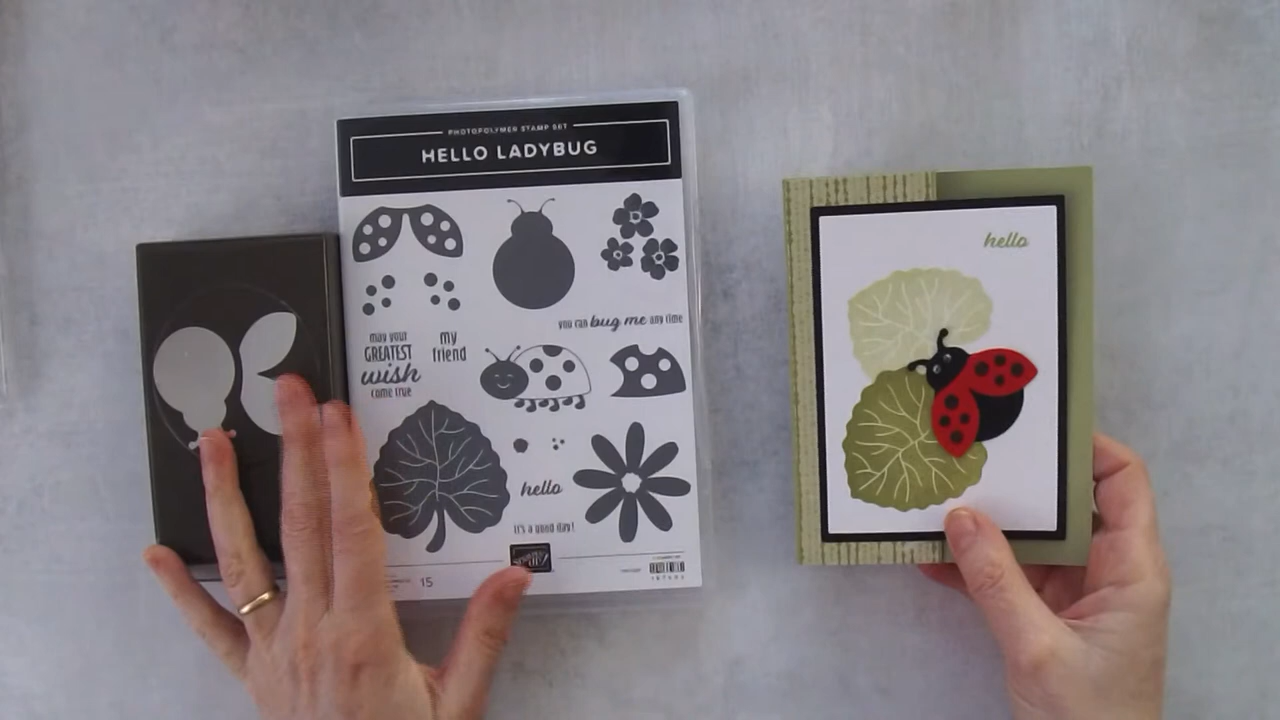 PHOTOPOLYMER STAMP SET
HELLO LADYBUG
you can bug me any time
may your
GREATEST
wish
come true
my
friend
hello
it's a good day!
15
hello